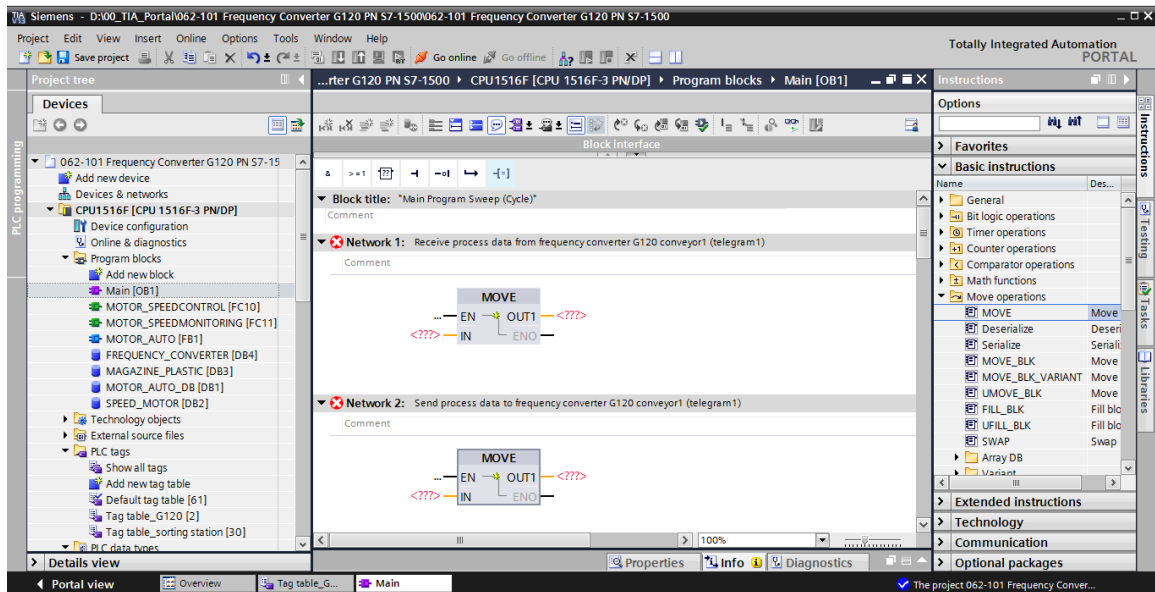 Siemens - D:\00_TIA_Portal\062-101 Frequency Converter G120 PN S7-1500\062-101 Frequency Converter G120 PN S7-1500
Project Edit View Insert Online Options Tools Window Help
Totally Integrated Automation
PORTAL
Save project
Go online
Go offline
Project tree
...rter G120 PN S7-1500 ▸ CPU1516F [CPU 1516F-3 PN/DP] ▸ Program blocks ▸ Main [OB1]
Instructions
Devices
Options
PLC programming
Block interface
062-101 Frequency Converter G120 PN S7-15
Add new device
Devices & networks
CPU1516F [CPU 1516F-3 PN/DP]
Device configuration
Online & diagnostics
Program blocks
Add new block
Main [OB1]
MOTOR_SPEEDCONTROL [FC10]
MOTOR_SPEEDMONITORING [FC11]
MOTOR_AUTO [FB1]
FREQUENCY_CONVERTER [DB4]
MAGAZINE_PLASTIC [DB3]
MOTOR_AUTO_DB [DB1]
SPEED_MOTOR [DB2]
Technology objects
External source files
PLC tags
Show all tags
Add new tag table
Default tag table [61]
Tag table_G120 [2]
Tag table_sorting station [30]
PLC data types
Details view
& >=1 ??
Block title: "Main Program Sweep (Cycle)"
Comment
Network 1: Receive process data from frequency converter G120 conveyor1 (telegram1)
Comment
MOVE
... EN OUT1 <???>
<???> IN ENO
Network 2: Send process data to frequency converter G120 conveyor1 (telegram1)
Comment
MOVE
... EN OUT1 <???>
<???> IN ENO
100%
Properties Info Diagnostics
Favorites
Basic instructions
Name Des...
General
Bit logic operations
Timer operations
Counter operations
Comparator operations
Math functions
Move operations
MOVE Move
Deserialize Deseri
Serialize Seriali
MOVE_BLK Move
MOVE_BLK_VARIANT Move
UMOVE_BLK Move
FILL_BLK Fill blo
UFILL_BLK Fill blo
SWAP Swap
Array DB
Variant
Extended instructions
Technology
Communication
Optional packages
Instructions
Testing
Tasks
Libraries
Portal view
Overview
Tag table_G...
Main
The project 062-101 Frequency Conver...